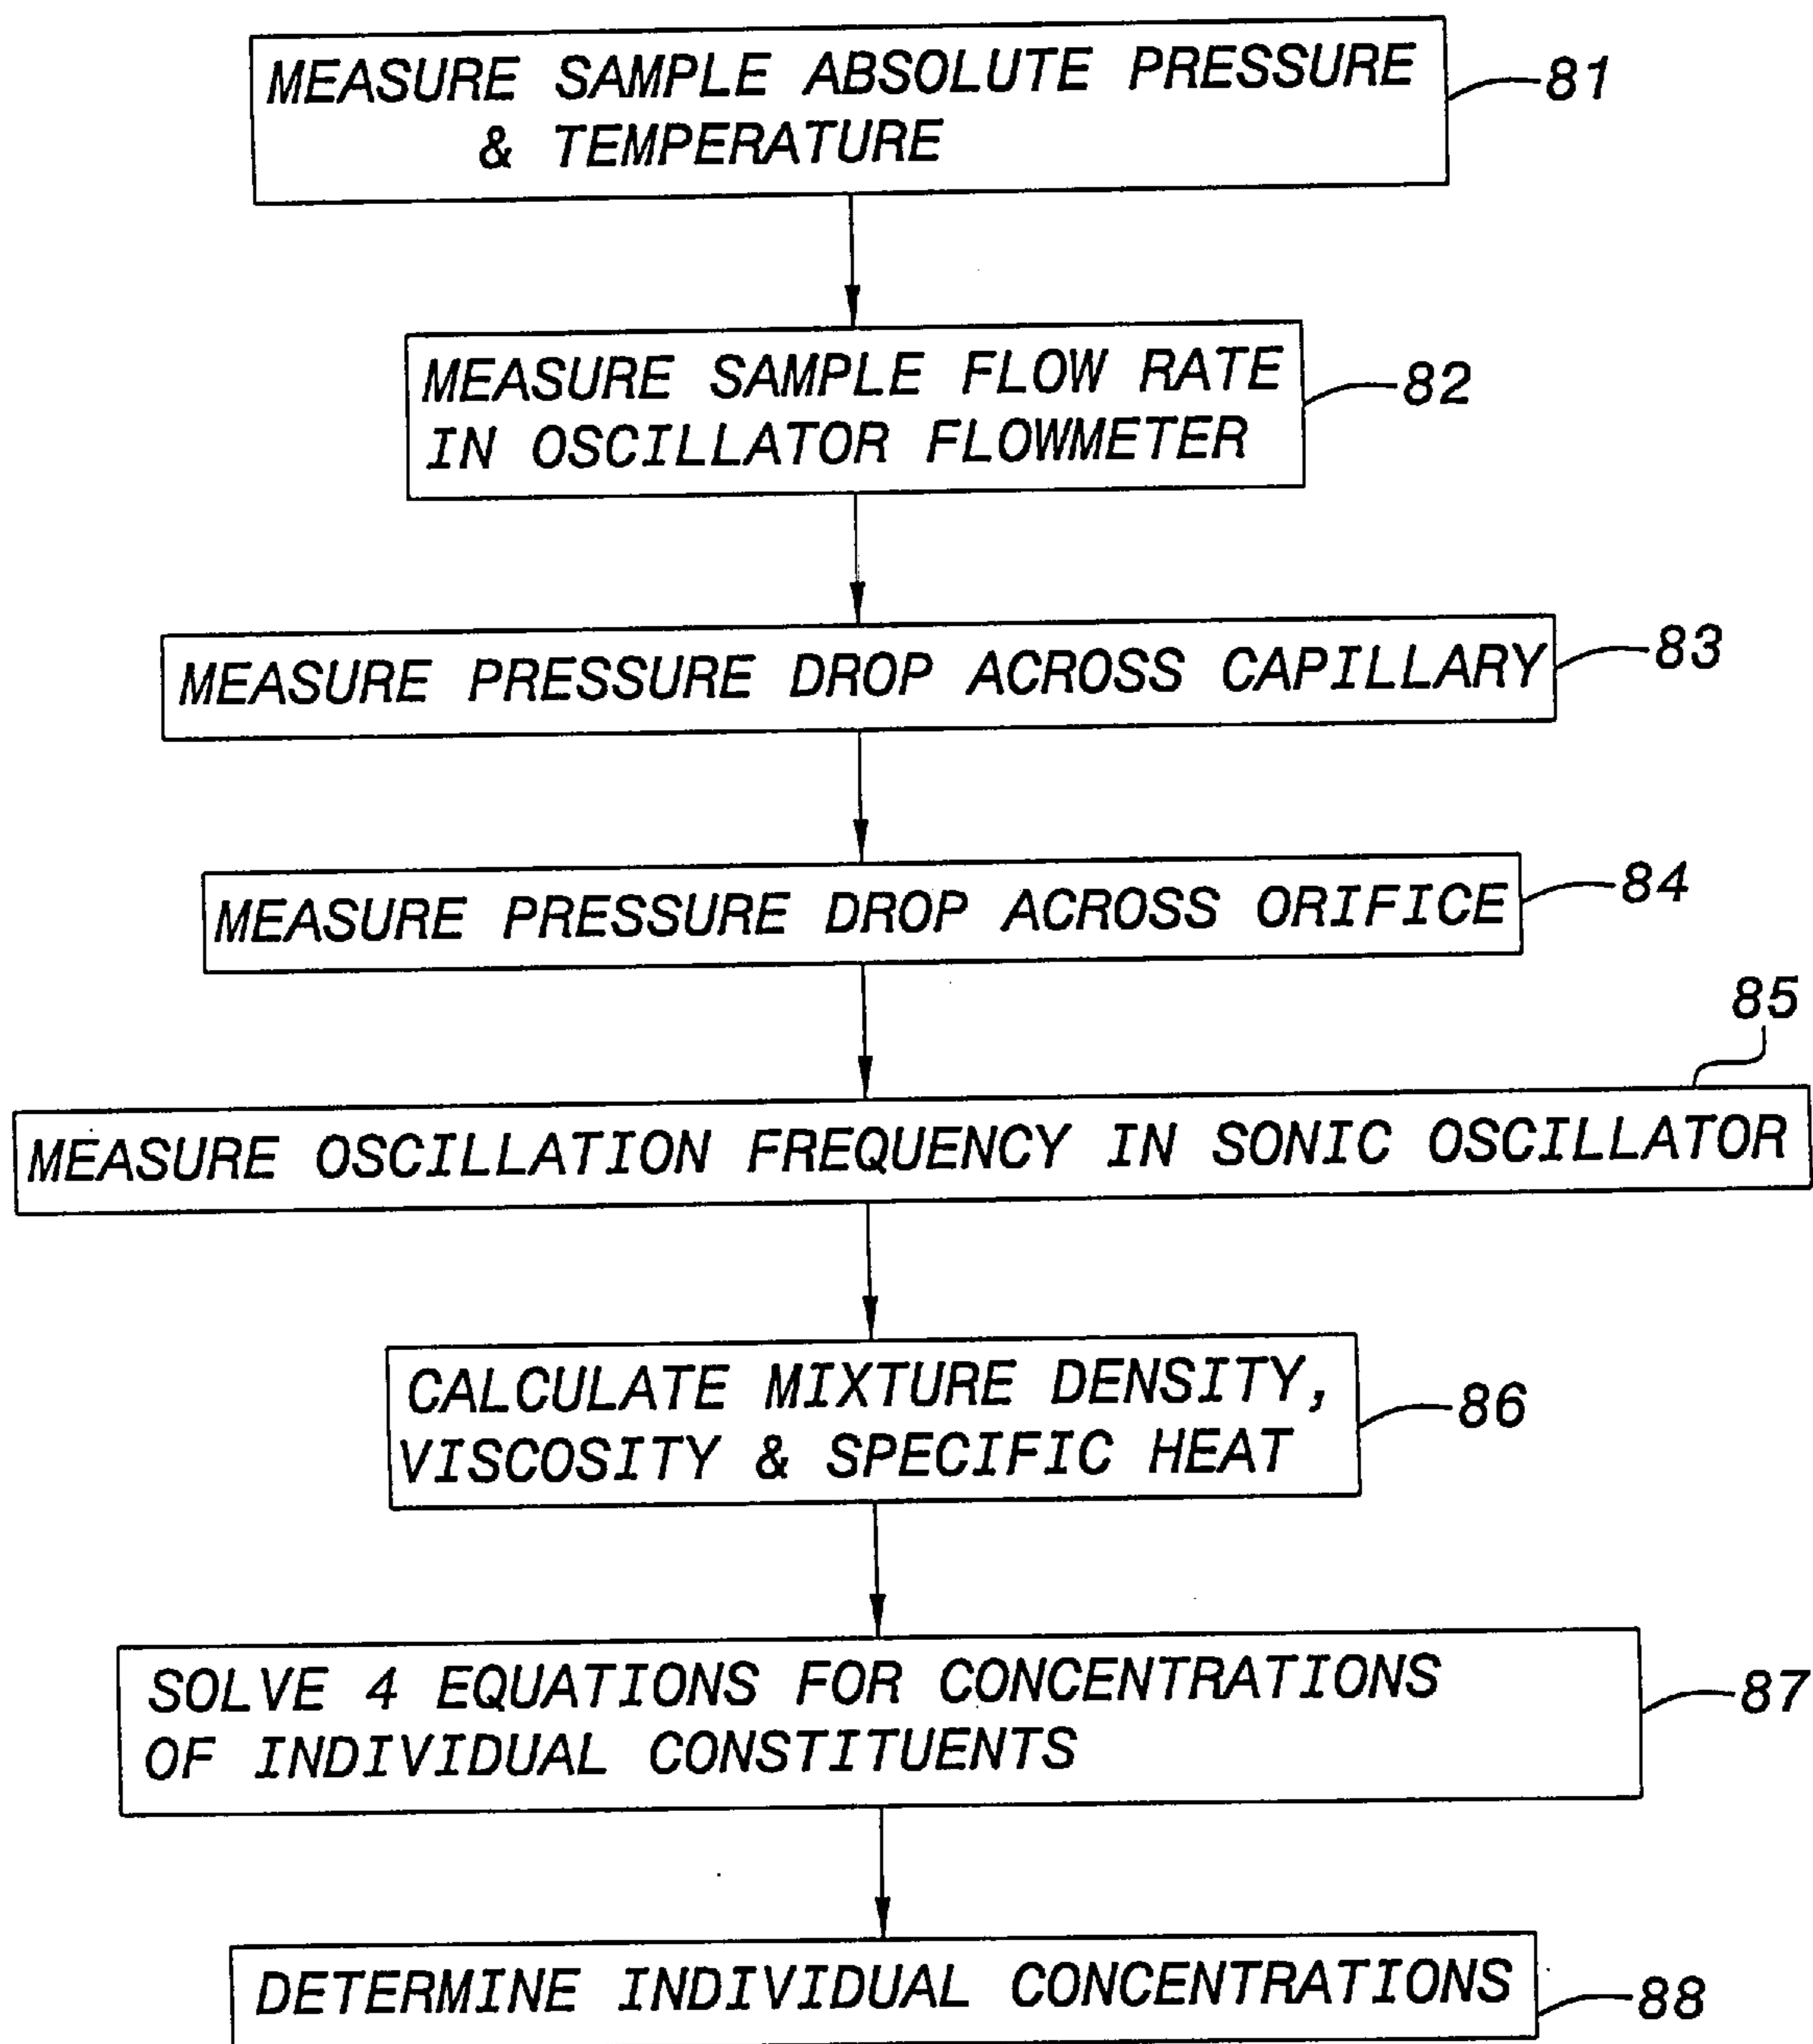 MEASURE SAMPLE ABSOLUTE PRESSURE
& TEMPERATURE
81
MEASURE SAMPLE FLOW RATE
IN OSCILLATOR FLOWMETER
82
MEASURE PRESSURE DROP ACROSS CAPILLARY
83
MEASURE PRESSURE DROP ACROSS ORIFICE
84
85
MEASURE OSCILLATION FREQUENCY IN SONIC OSCILLATOR
CALCULATE MIXTURE DENSITY,
VISCOSITY & SPECIFIC HEAT
86
SOLVE 4 EQUATIONS FOR CONCENTRATIONS
OF INDIVIDUAL CONSTITUENTS
87
DETERMINE INDIVIDUAL CONCENTRATIONS
88